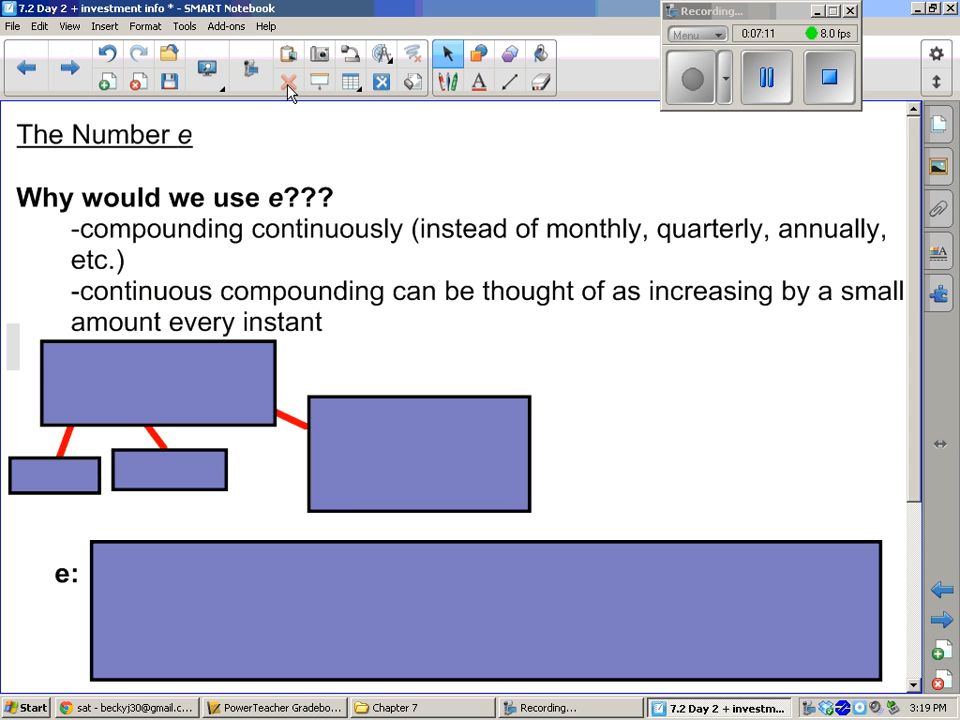 7.2 Day 2 + investment info * - SMART Notebook
File Edit View Insert Format Tools Add-ons Help
Recording...
Menu 0:07:11 8.0 fps
The Number e
Why would we use e???
-compounding continuously (instead of monthly, quarterly, annually,
etc.)
-continuous compounding can be thought of as increasing by a small
amount every instant
e:
Start sat - beckyj30@gmail.c... PowerTeacher Gradebo... Chapter 7 Recording... 7.2 Day 2 + investm... 3:19 PM